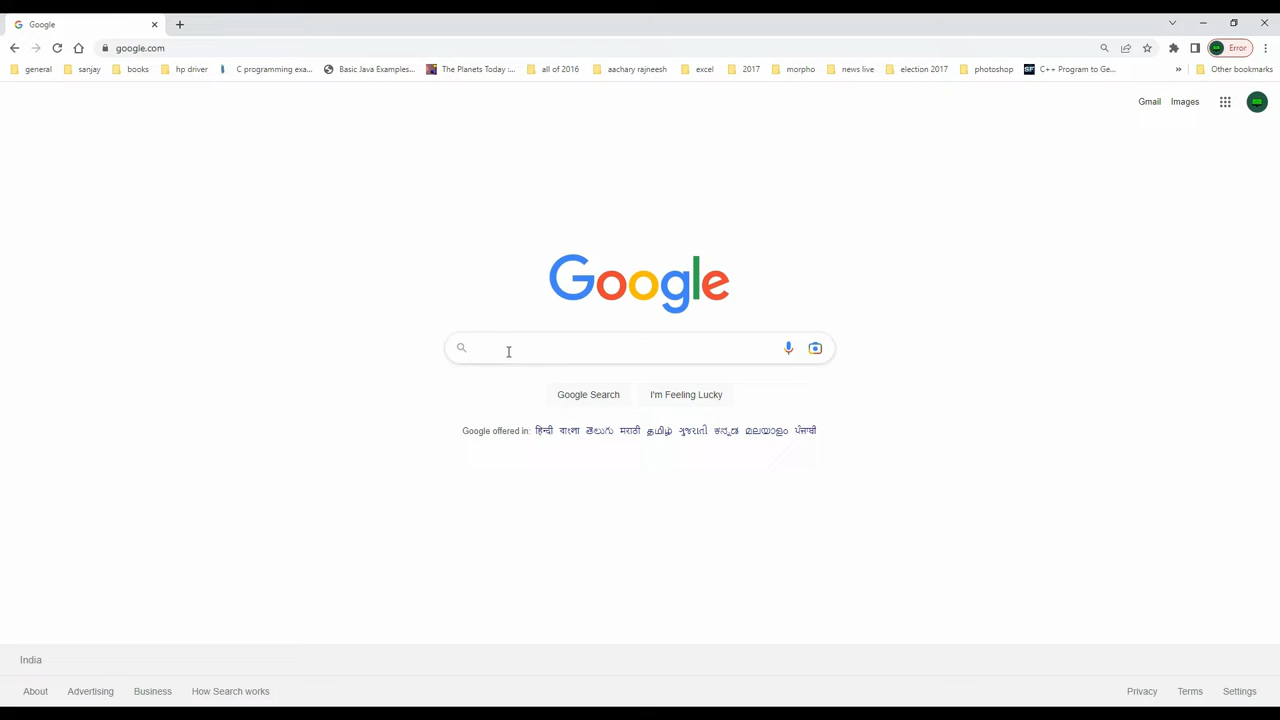 Google
google.com
Error
general sanjay books hp driver C programming exa... Basic Java Examples... The Planets Today :... all of 2016 aachary rajneesh excel 2017 morpho news live election 2017 photoshop SF C++ Program to Ge... » Other bookmarks
Gmail Images
Google
Google Search I'm Feeling Lucky
Google offered in: हिन्दी বাংলা తెలుగు मराठी தமிழ் ગુજરાતી ಕನ್ನಡ മലയാളം ਪੰਜਾਬੀ
India
About Advertising Business How Search works Privacy Terms Settings